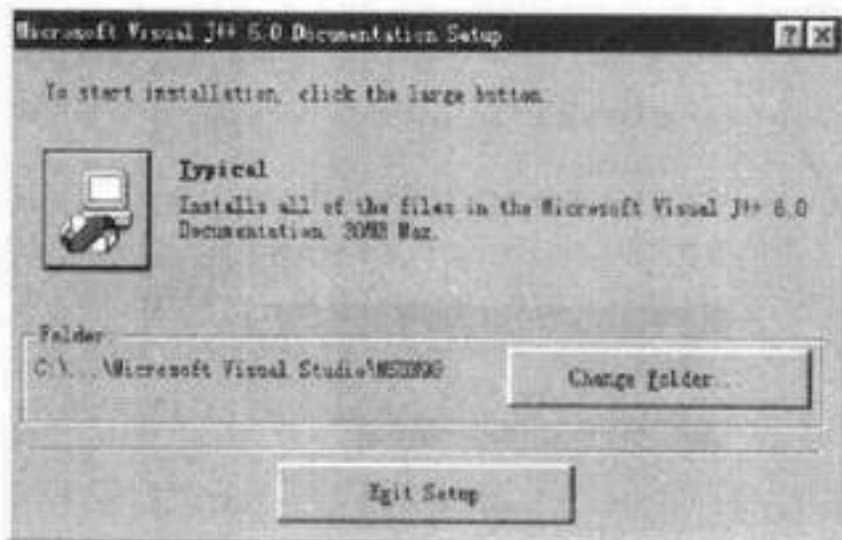 Microsoft Visual J++ 6.0 Documentation Setup
To start installation, click the large button.
Typical
Installs all of the files in the Microsoft Visual J++ 6.0
Documentation. 30MB Max.
Folder:
C:\...\Microsoft Visual Studio\MSDN98
Change Folder...
Exit Setup